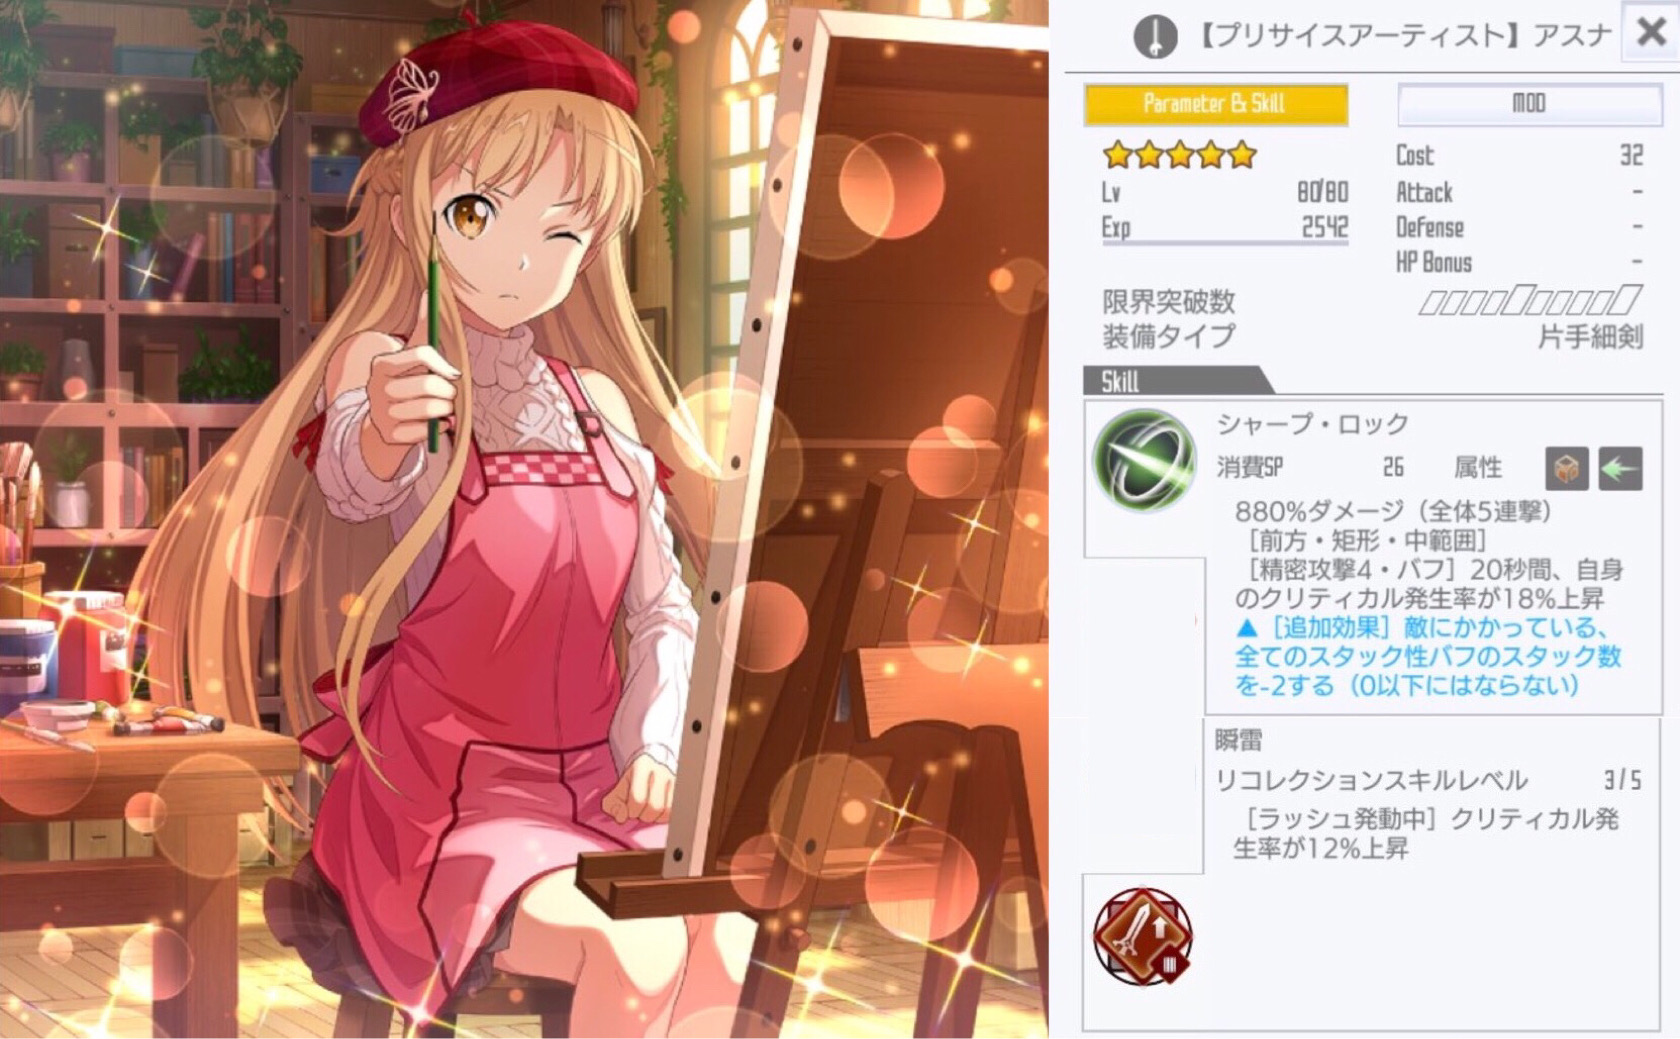 【プリサイスアーティスト】アスナ
Parameter & Skill
MOD
Cost 32
Lv 80/80
Attack -
Exp 2542
Defense -
HP Bonus -
限界突破数
装備タイプ 片手細剣
Skill
シャープ・ロック
消費SP 26 属性
880%ダメージ（全体5連撃）
［前方・矩形・中範囲］
［精密攻撃4・バフ］20秒間、自身
のクリティカル発生率が18%上昇
▲［追加効果］敵にかかっている、
全てのスタック性バフのスタック数
を-2する（0以下にはならない）
瞬雷
リコレクションスキルレベル 3/5
［ラッシュ発動中］クリティカル発
生率が12%上昇